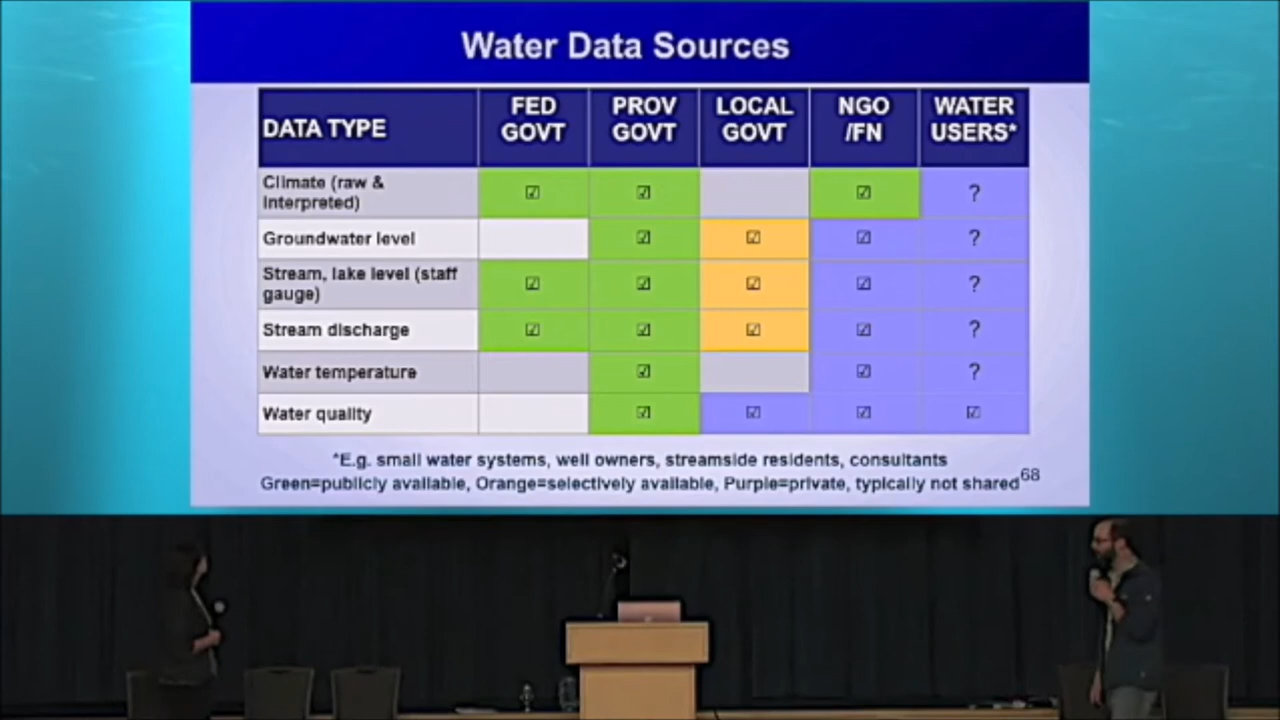 Water Data Sources
DATA TYPE
FED
GOVT
PROV
GOVT
LOCAL
GOVT
NGO
/FN
WATER
USERS*
Climate (raw &
Interpreted)
☑ ☑ ☑ ?
Groundwater level
☑ ☑ ☑ ?
Stream, lake level (staff
gauge)
☑ ☑ ☑ ☑ ?
Stream discharge
☑ ☑ ☑ ☑ ?
Water temperature
☑ ☑ ?
Water quality
☑ ☑ ☑ ☑
*E.g. small water systems, well owners, streamside residents, consultants
Green=publicly available, Orange=selectively available, Purple=private, typically not shared
68